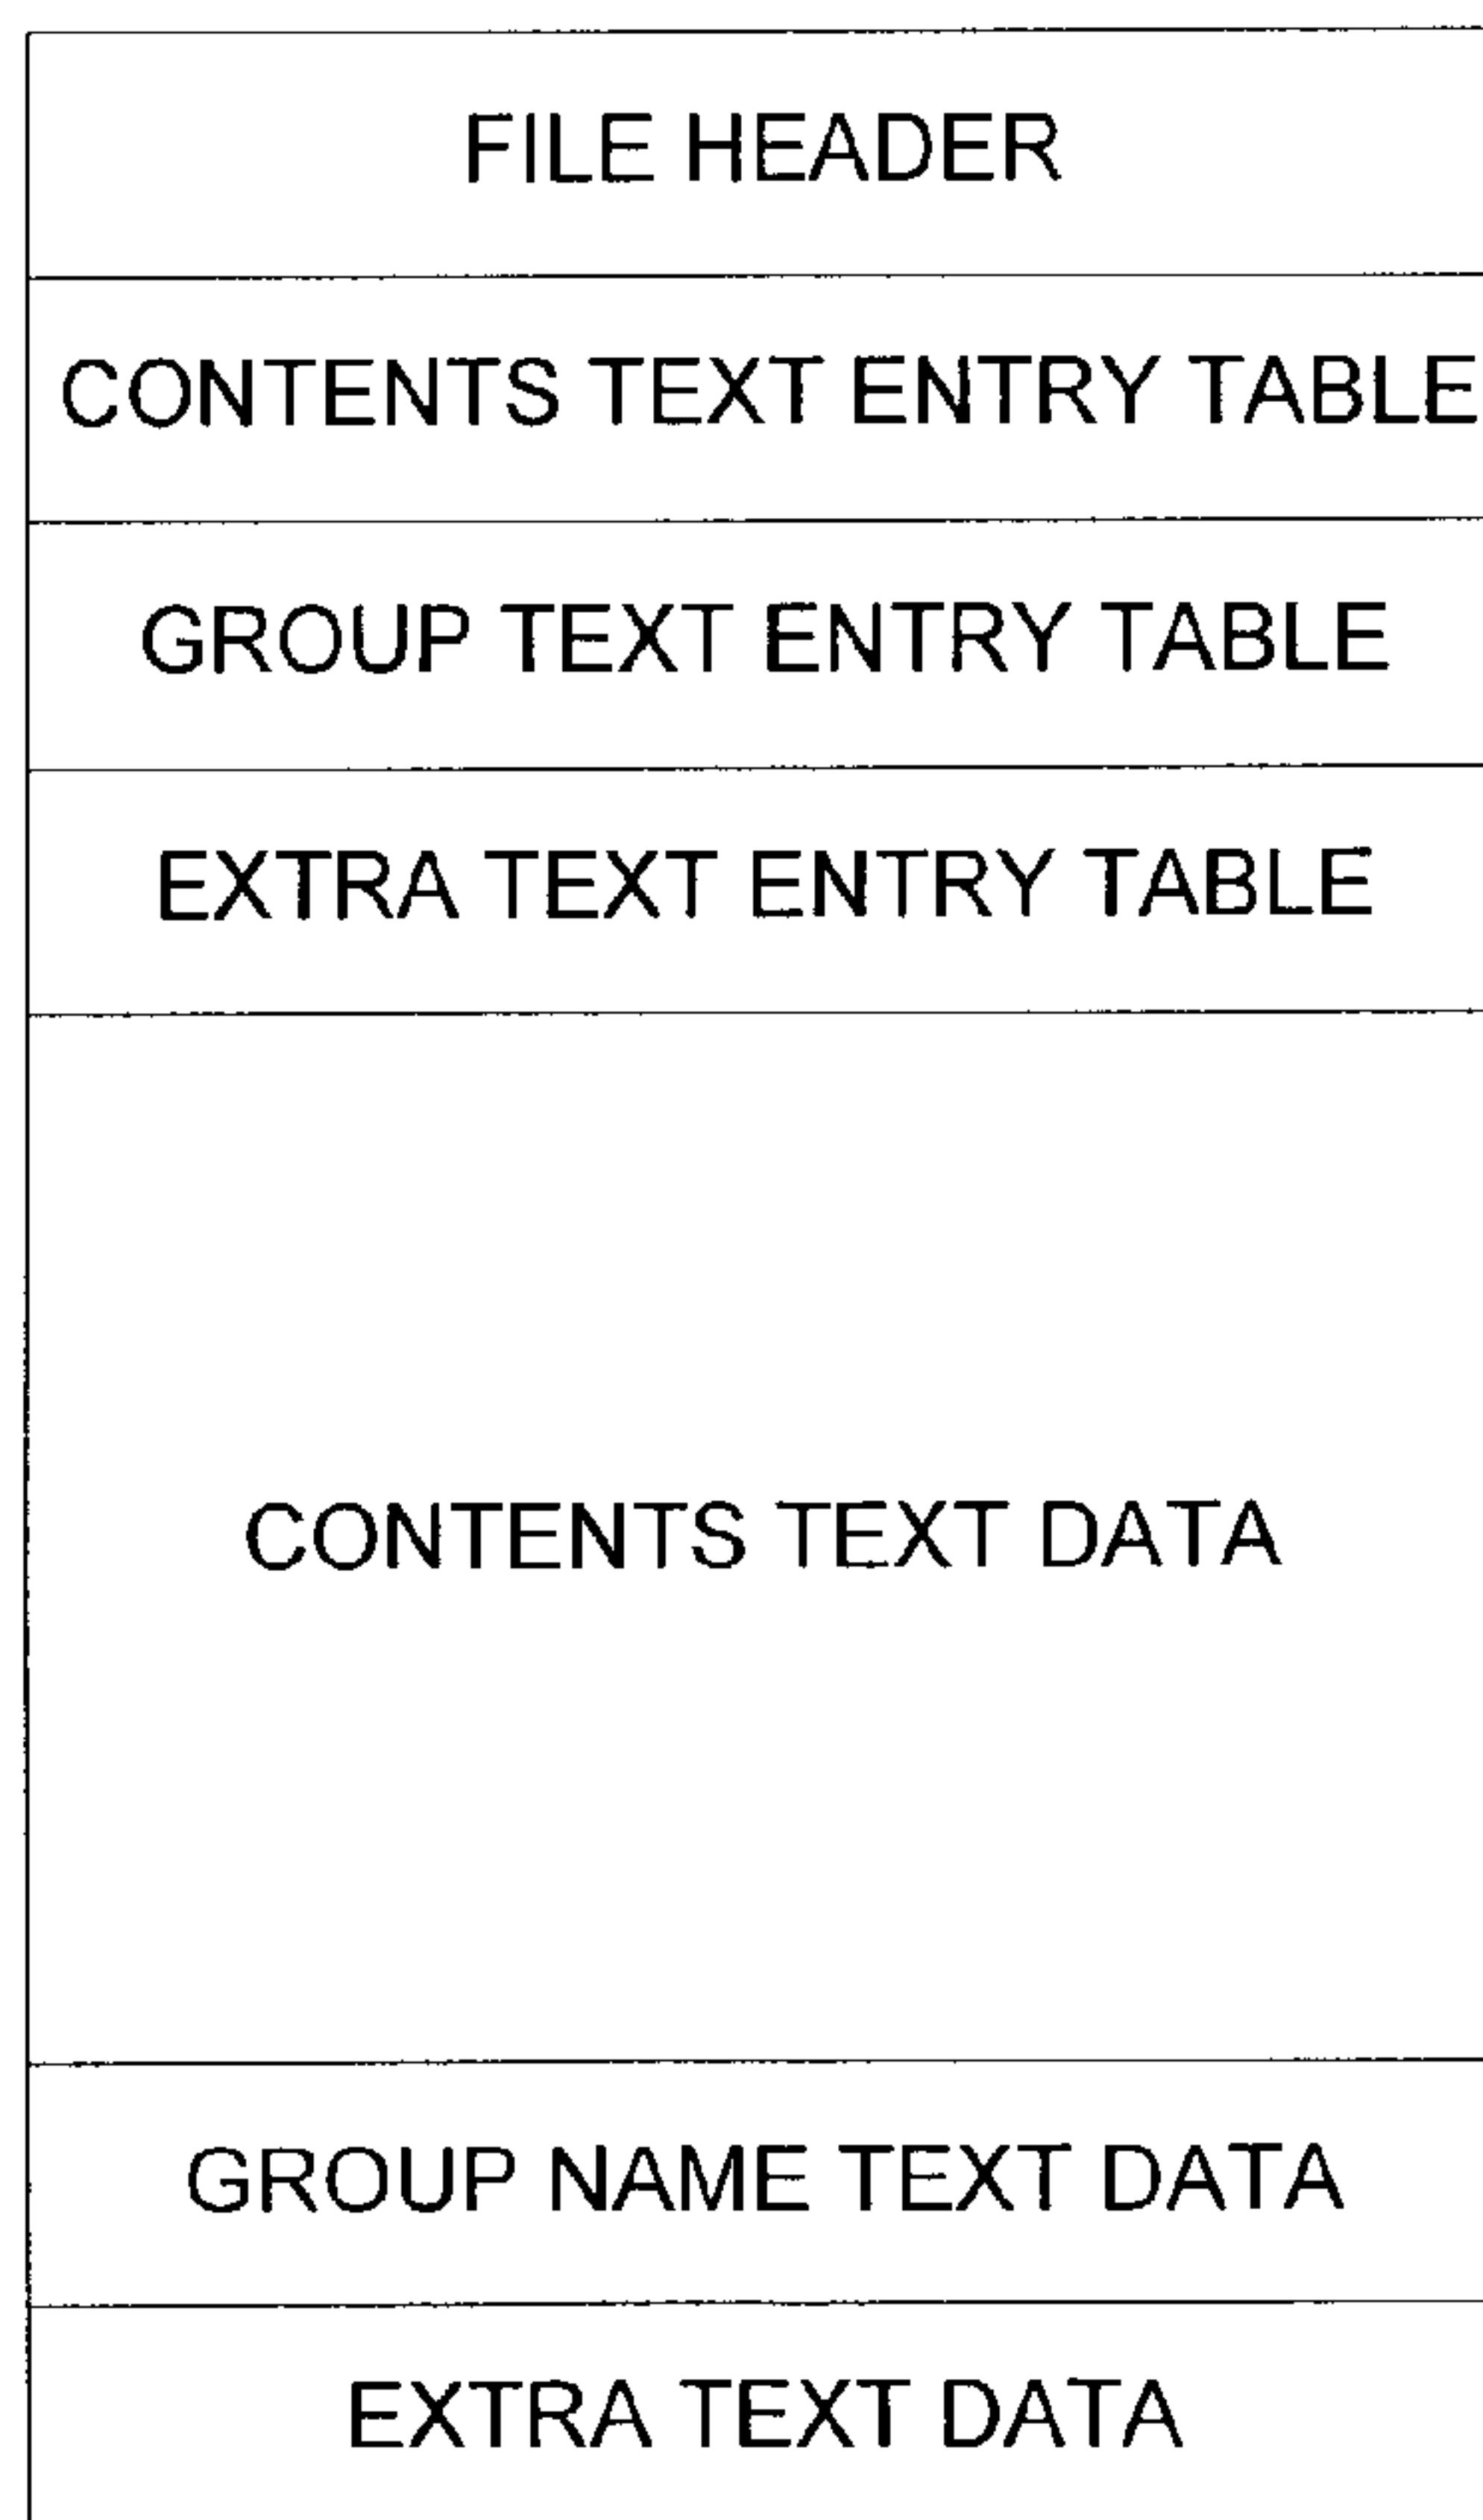 FILE HEADER
CONTENTS TEXT ENTRY TABLE
GROUP TEXT ENTRY TABLE
EXTRA TEXT ENTRY TABLE
CONTENTS TEXT DATA
GROUP NAME TEXT DATA
EXTRA TEXT DATA